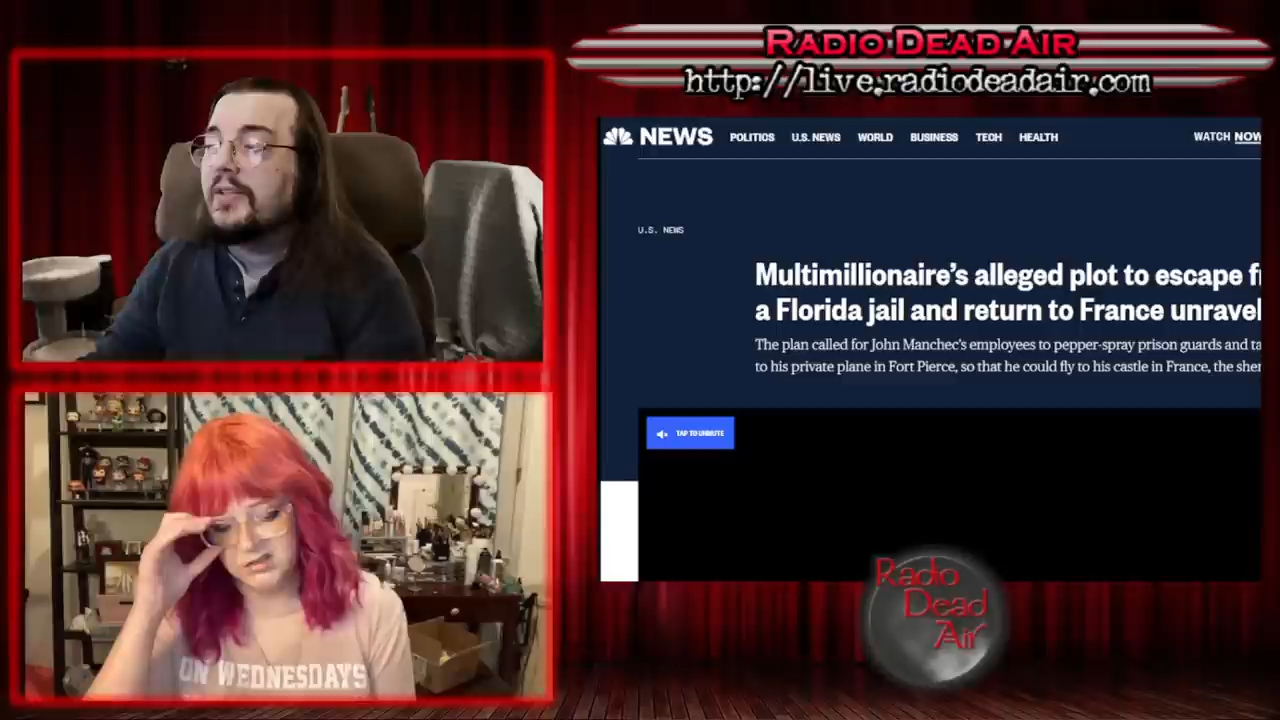 RADIO DEAD AIR
http://live.radiodeadair.com
NEWS POLITICS U.S. NEWS WORLD BUSINESS TECH HEALTH WATCH NOW
U.S. NEWS
Multimillionaire's alleged plot to escape
a Florida jail and return to France unravel
The plan called for John Manchec's employees to pepper-spray prison guards and
to his private plane in Fort Pierce, so that he could fly to his castle in France, the
TAP TO UNMUTE
Radio
Dead
Air
ON WEDNESDAYS